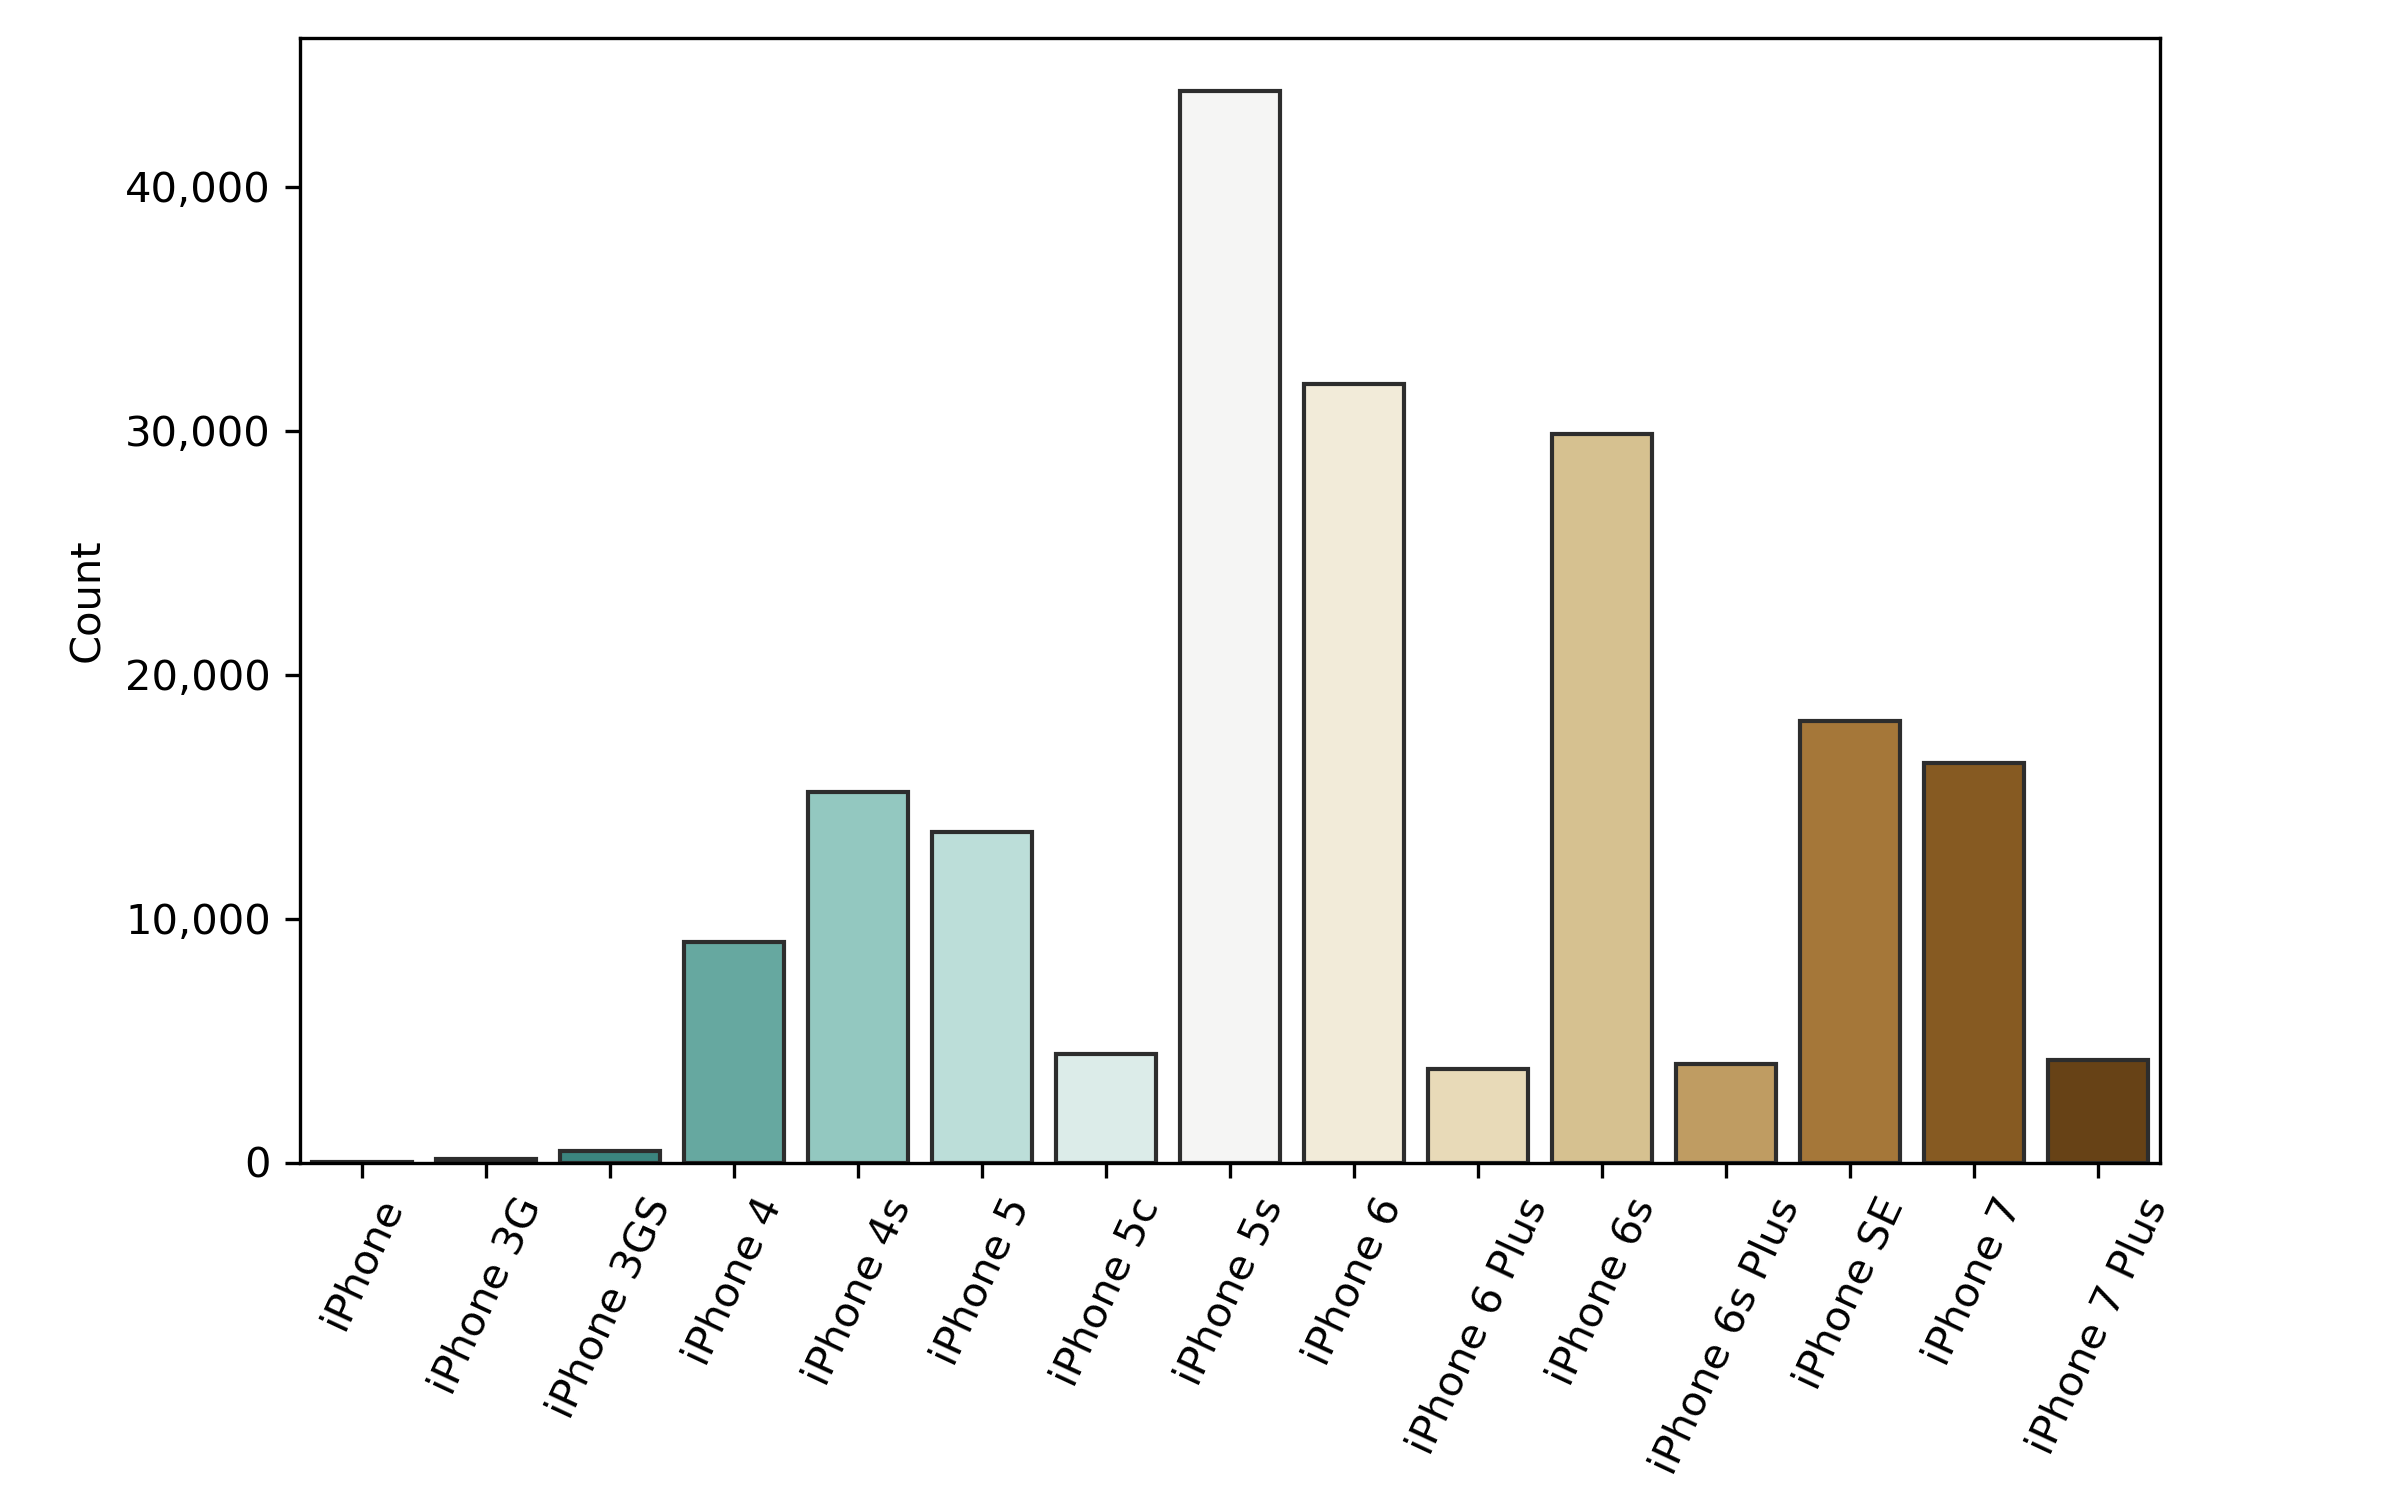 Count
40,000
30,000
20,000
10,000
0
iPhone
iPhone 3G
iPhone 3GS
iPhone 4
iPhone 4s
iPhone 5
iPhone 5c
iPhone 5s
iPhone 6
iPhone 6 Plus
iPhone 6s
iPhone 6s Plus
iPhone SE
iPhone 7
iPhone 7 Plus